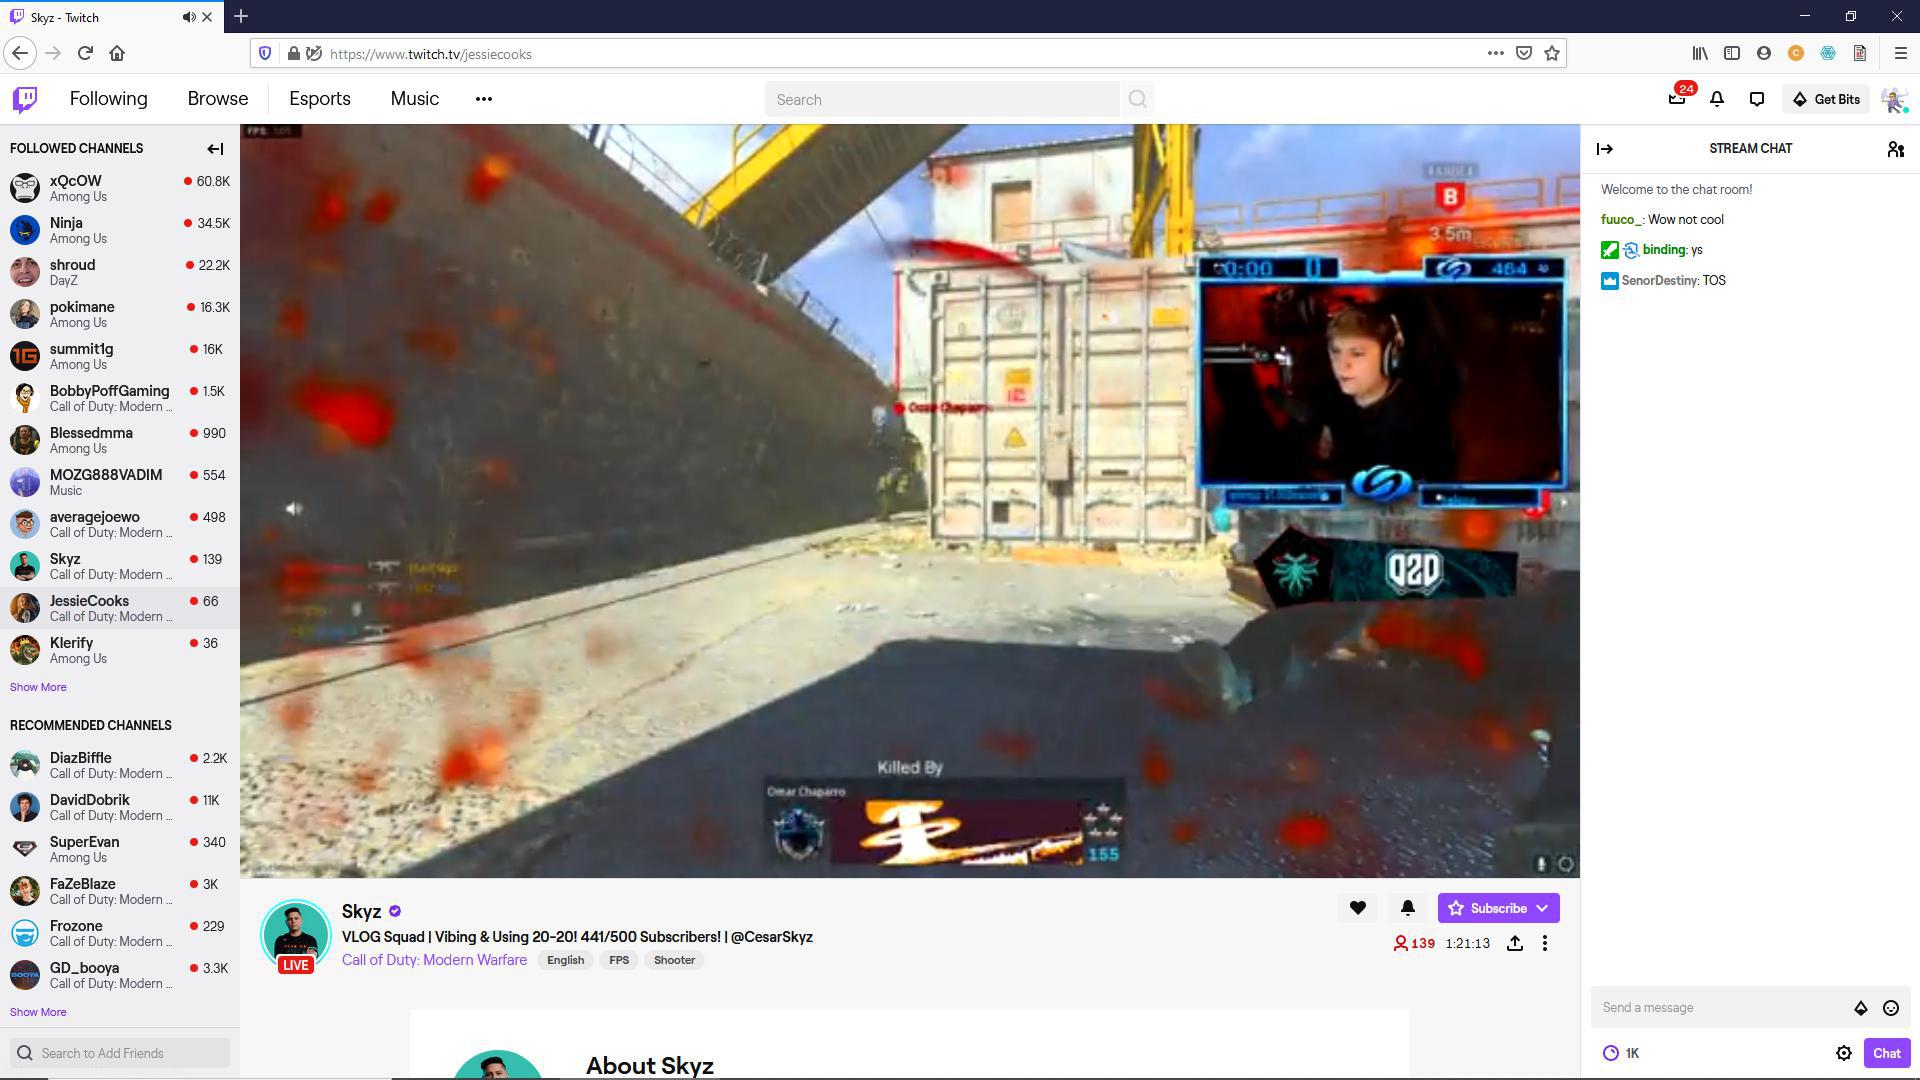 Skyz - Twitch
https://www.twitch.tv/jessiecooks
Following
Browse
Esports
Music
Search
24
Get Bits
FOLLOWED CHANNELS
xQcOW
60.8K
Among Us
Ninja
34.5K
Among Us
shroud
22.2K
DayZ
pokimane
16.3K
Among Us
summit1g
16K
Among Us
BobbyPoffGaming
1.5K
Call of Duty: Modern ...
Blessedmma
990
Among Us
MOZG888VADIM
554
Music
averagejoewo
498
Call of Duty: Modern ...
Skyz
139
Call of Duty: Modern ...
JessieCooks
66
Call of Duty: Modern ...
Klerify
36
Among Us
Show More
RECOMMENDED CHANNELS
DiazBiffle
2.2K
Call of Duty: Modern ...
DavidDobrik
11K
Call of Duty: Modern ...
SuperEvan
340
Among Us
FaZeBlaze
3K
Call of Duty: Modern ...
Frozone
229
Call of Duty: Modern ...
GD_booya
3.3K
Call of Duty: Modern ...
Show More
Search to Add Friends
FPS:
B
3.5m
0:00
0
464
Omar Chaparro
Killed By
Omar Chaparro
155
Skyz
LIVE
VLOG Squad | Vibing & Using 20-20! 441/500 Subscribers! | @CesarSkyz
Call of Duty: Modern Warfare
English
FPS
Shooter
Subscribe
139
1:21:13
About Skyz
STREAM CHAT
Welcome to the chat room!
fuuco_: Wow not cool
binding: ys
SenorDestiny: TOS
Send a message
1K
Chat